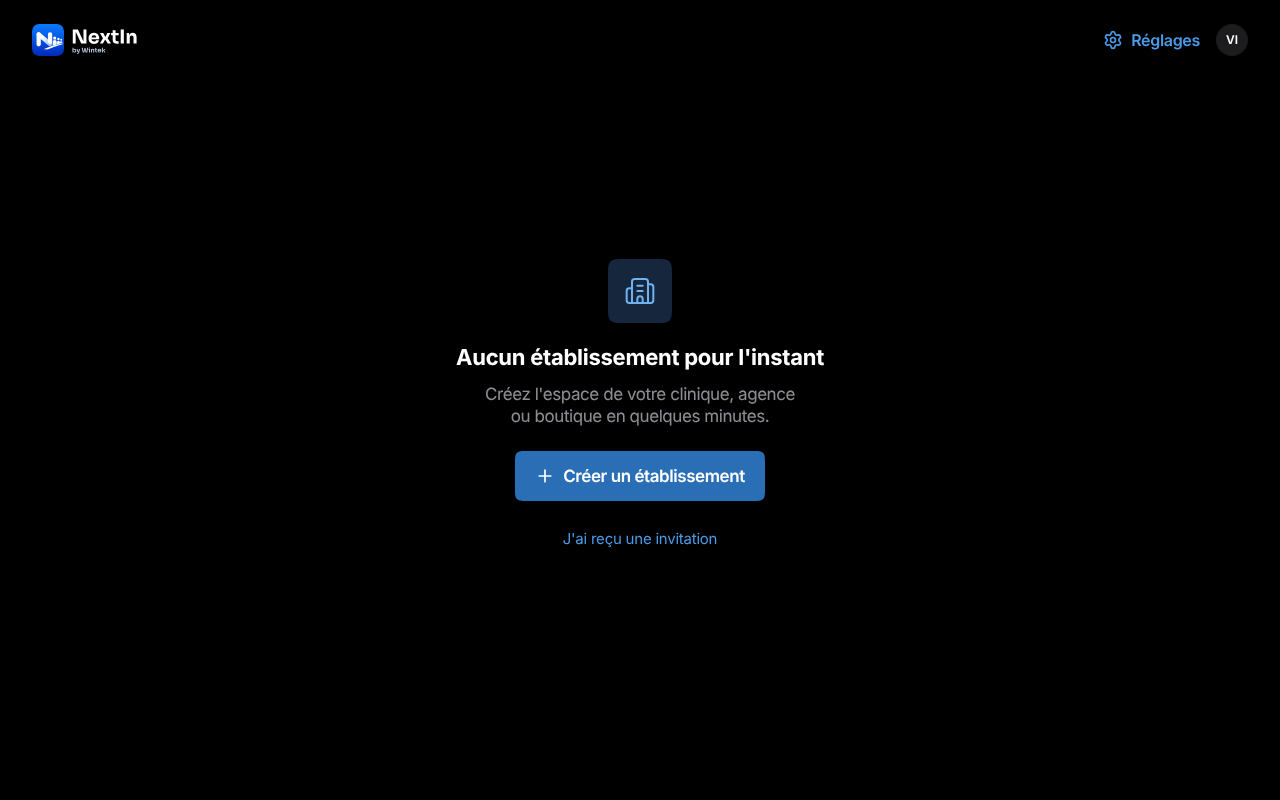 NextIn
by Wintek
Réglages
VI
Aucun établissement pour l'instant
Créez l'espace de votre clinique, agence
ou boutique en quelques minutes.
Créer un établissement
J'ai reçu une invitation